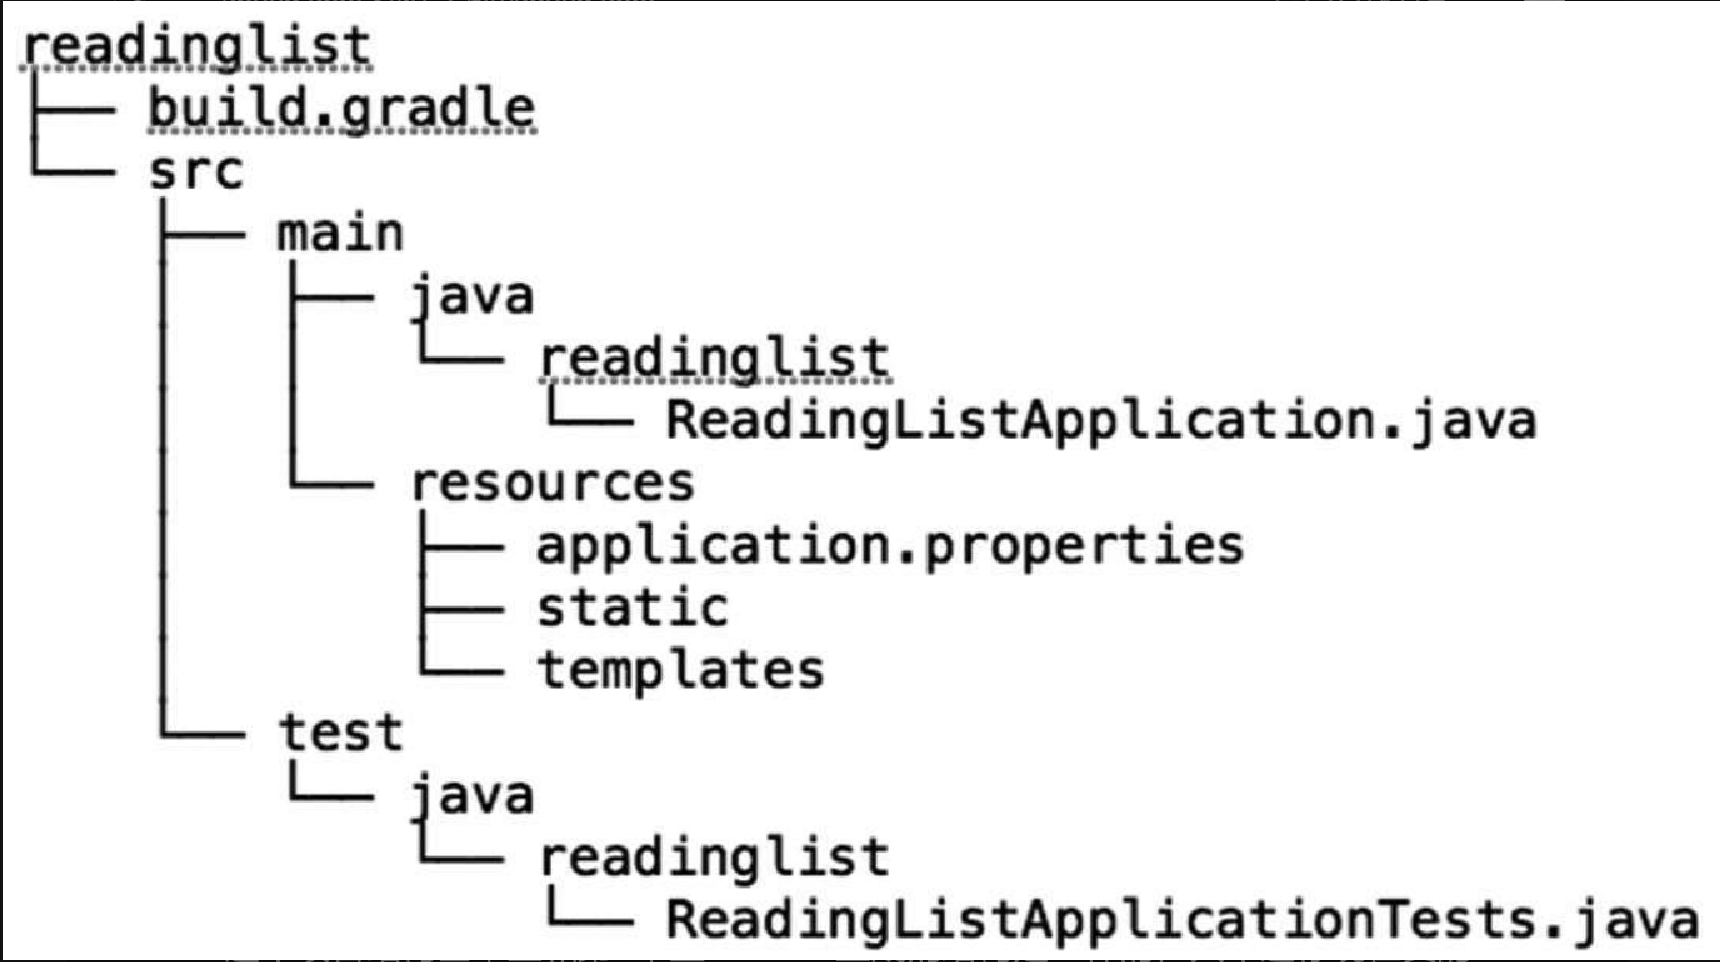 readinglist
build.gradle
src
main
java
readinglist
ReadingListApplication.java
resources
application.properties
static
templates
test
java
readinglist
ReadingListApplicationTests.java